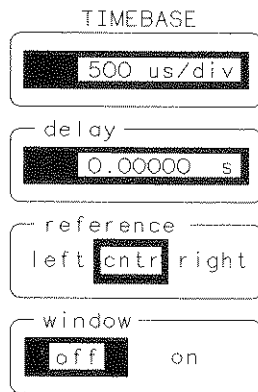 TIMEBASE
500 us/div
delay
0.00000 s
reference
left cntr right
window
off on